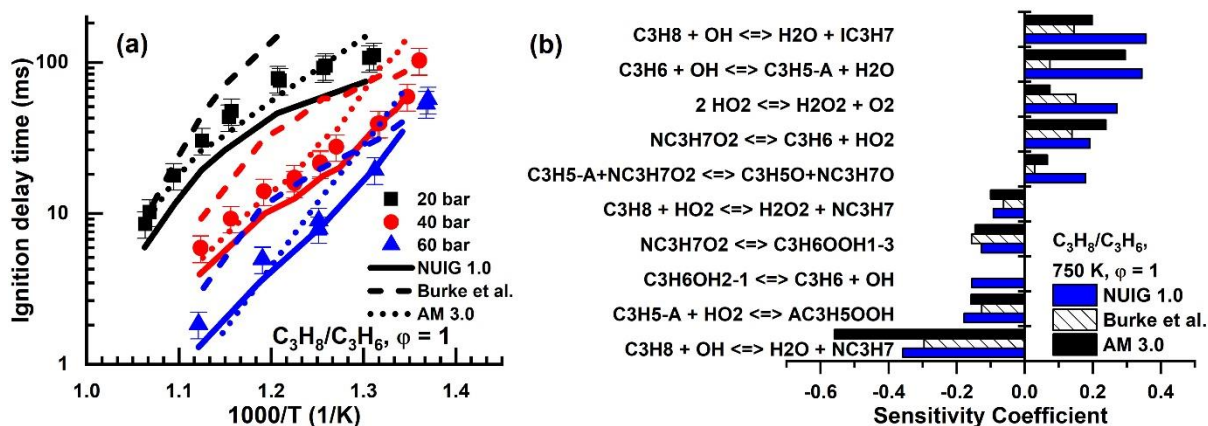 (a)
Ignition delay time (ms)
100
10
1
20 bar
40 bar
60 bar
NUIG 1.0
Burke et al.
AM 3.0
C3H8/C3H6, φ = 1
1.0 1.1 1.2 1.3 1.4
1000/T (1/K)
(b)
C3H8 + OH <=> H2O + IC3H7
C3H6 + OH <=> C3H5-A + H2O
2 HO2 <=> H2O2 + O2
NC3H7O2 <=> C3H6 + HO2
C3H5-A+NC3H7O2 <=> C3H5O+NC3H7O
C3H8 + HO2 <=> H2O2 + NC3H7
NC3H7O2 <=> C3H6OOH1-3
C3H6OH2-1 <=> C3H6 + OH
C3H5-A + HO2 <=> AC3H5OOH
C3H8 + OH <=> H2O + NC3H7
C3H8/C3H6,
750 K, φ = 1
NUIG 1.0
Burke et al.
AM 3.0
-0.6 -0.4 -0.2 0.0 0.2 0.4
Sensitivity Coefficient